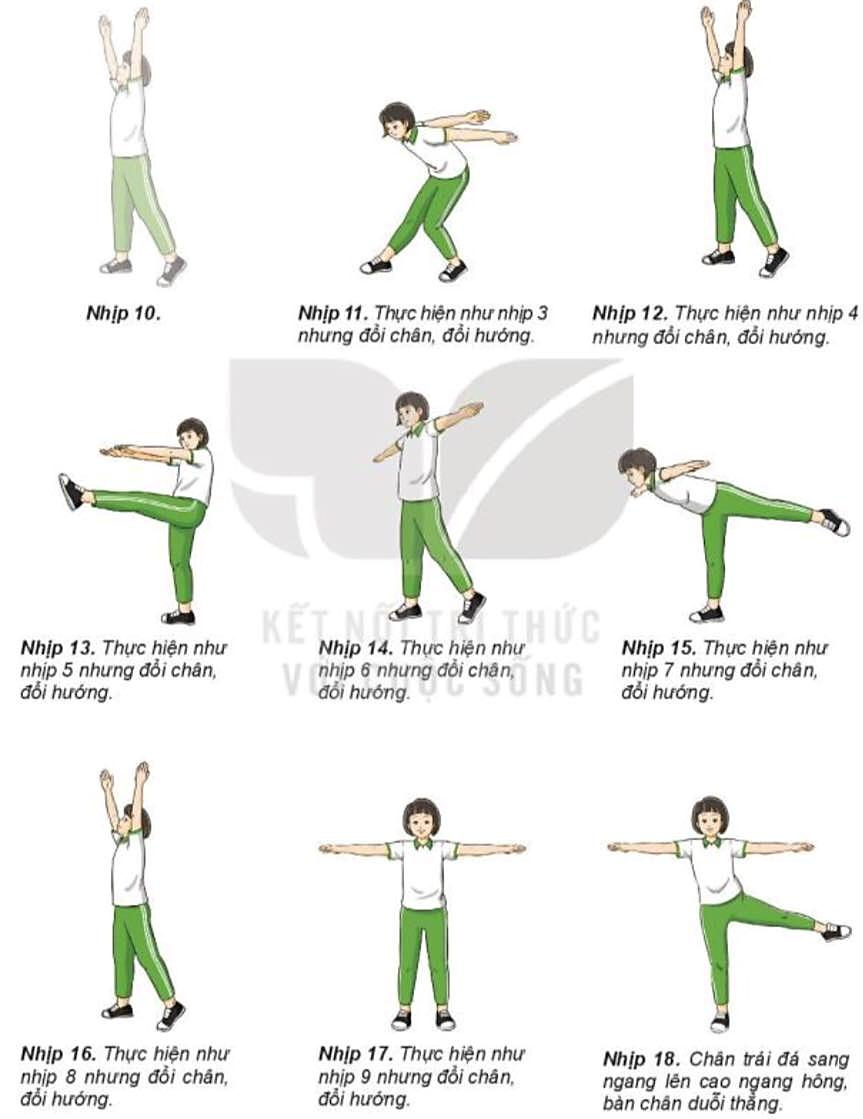 Nhịp 10.
Nhịp 11. Thực hiện như nhịp 3
nhưng đổi chân, đổi hướng.
Nhịp 12. Thực hiện như nhịp 4
nhưng đổi chân, đổi hướng.
Nhịp 13. Thực hiện như
nhịp 5 nhưng đổi chân,
đổi hướng.
Nhịp 14. Thực hiện như
nhịp 6 nhưng đổi chân,
đổi hướng.
Nhịp 15. Thực hiện như
nhịp 7 nhưng đổi chân,
đổi hướng.
KẾT NỐI TRI THỨC
VỚI CUỘC SỐNG
Nhịp 16. Thực hiện như
nhịp 8 nhưng đổi chân,
đổi hướng.
Nhịp 17. Thực hiện như
nhịp 9 nhưng đổi chân,
đổi hướng.
Nhịp 18. Chân trái đá sang
ngang lên cao ngang hông,
bàn chân duỗi thẳng.